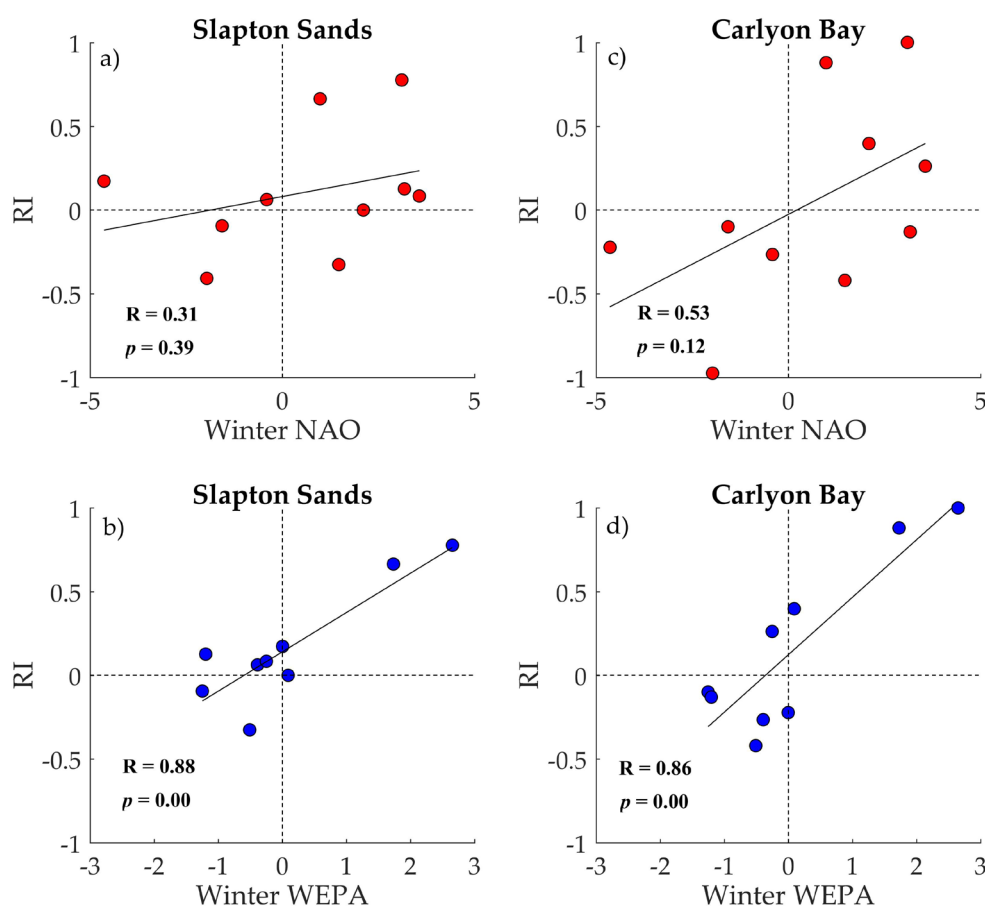 Slapton Sands
a)
1
0.5
0
-0.5
-1
RI
R = 0.31
p = 0.39
-5
0
5
Winter NAO
Carlyon Bay
c)
1
0.5
0
-0.5
-1
RI
R = 0.53
p = 0.12
-5
0
5
Winter NAO
Slapton Sands
b)
1
0.5
0
-0.5
-1
RI
R = 0.88
p = 0.00
-3
-2
-1
0
1
2
3
Winter WEPA
Carlyon Bay
d)
1
0.5
0
-0.5
-1
RI
R = 0.86
p = 0.00
-3
-2
-1
0
1
2
3
Winter WEPA